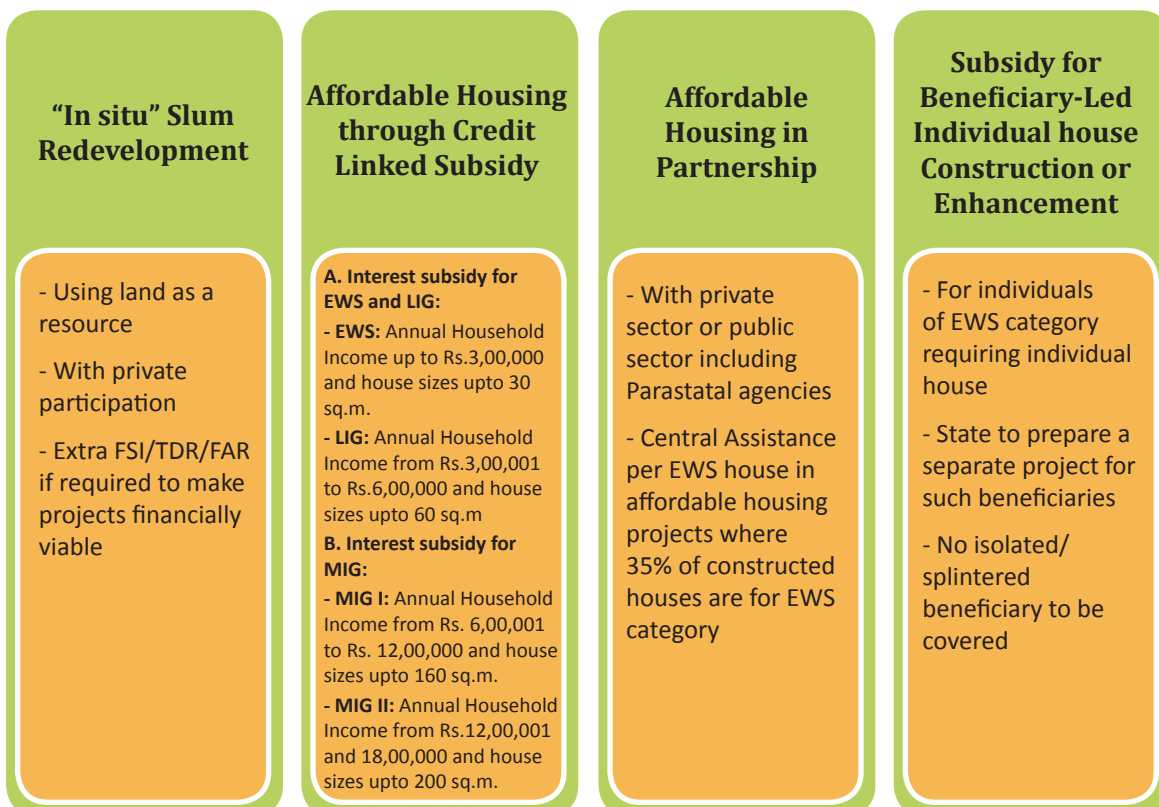 “In situ” Slum
Redevelopment
- Using land as a
resource
- With private
participation
- Extra FSI/TDR/FAR
if required to make
projects financially
viable
Affordable Housing
through Credit
Linked Subsidy
A. Interest subsidy for
EWS and LIG:
- EWS: Annual Household
Income up to Rs.3,00,000
and house sizes upto 30
sq.m.
- LIG: Annual Household
Income from Rs.3,00,001
to Rs.6,00,000 and house
sizes upto 60 sq.m
B. Interest subsidy for
MIG:
- MIG I: Annual Household
Income from Rs. 6,00,001
to Rs. 12,00,000 and house
sizes upto 160 sq.m.
- MIG II: Annual Household
Income from Rs.12,00,001
and 18,00,000 and house
sizes upto 200 sq.m.
Affordable
Housing in
Partnership
- With private
sector or public
sector including
Parastatal agencies
- Central Assistance
per EWS house in
affordable housing
projects where
35% of constructed
houses are for EWS
category
Subsidy for
Beneficiary-Led
Individual house
Construction or
Enhancement
- For individuals
of EWS category
requiring individual
house
- State to prepare a
separate project for
such beneficiaries
- No isolated/
splintered
beneficiary to be
covered